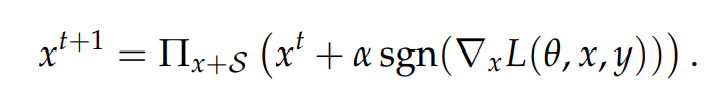 x^{t+1} = Π_{x+𝒮} (x^t + α sgn(∇_x L(θ, x, y))).